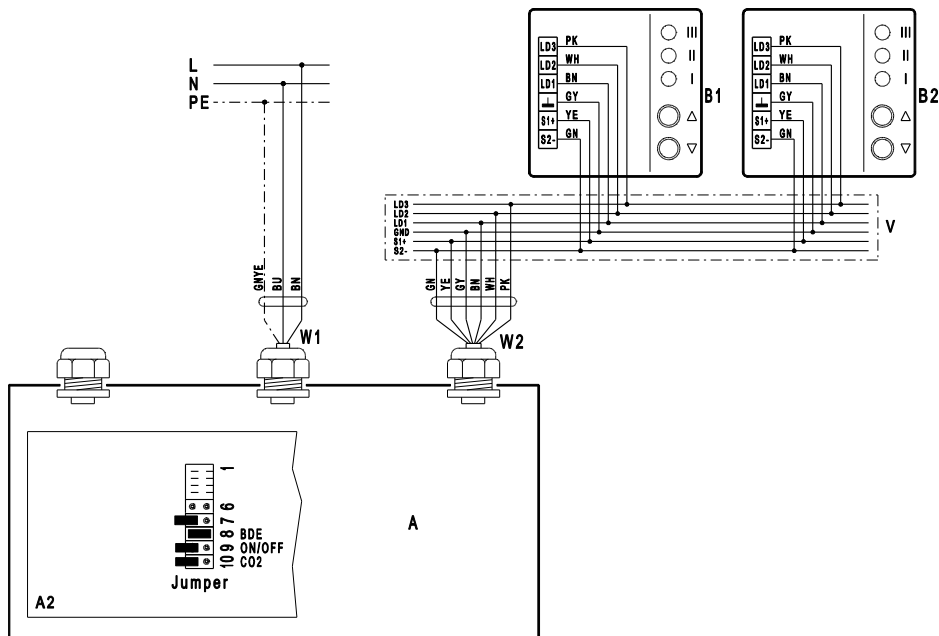 L
N
PE
GNYE
BU
BN
W1
LD3 PK
LD2 WH
LD1 BN
GY
S1+ YE
S2- GN
III
II
I
B1
LD3 PK
LD2 WH
LD1 BN
GY
S1+ YE
S2- GN
III
II
I
B2
LD3
LD2
LD1
GND
S1+
S2-
V
GN
YE
GY
BN
WH
PK
W2
1
6
7
8 BDE
9 ON/OFF
10 CO2
Jumper
A2
A